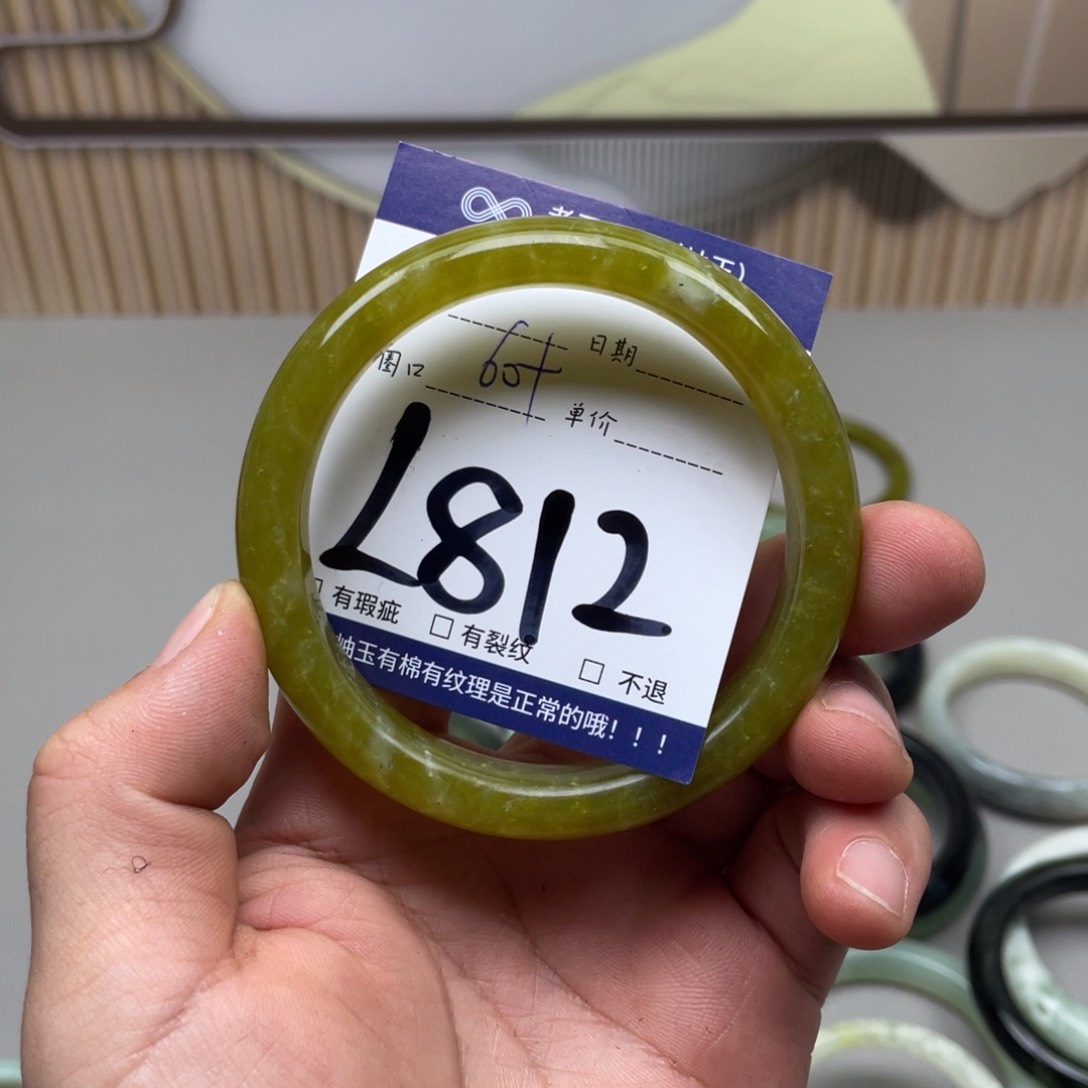 日期
圈口 60+
单价
L812
有瑕疵 □ 有裂纹 □ 不退
岫玉有棉有纹理是正常的哦！！！